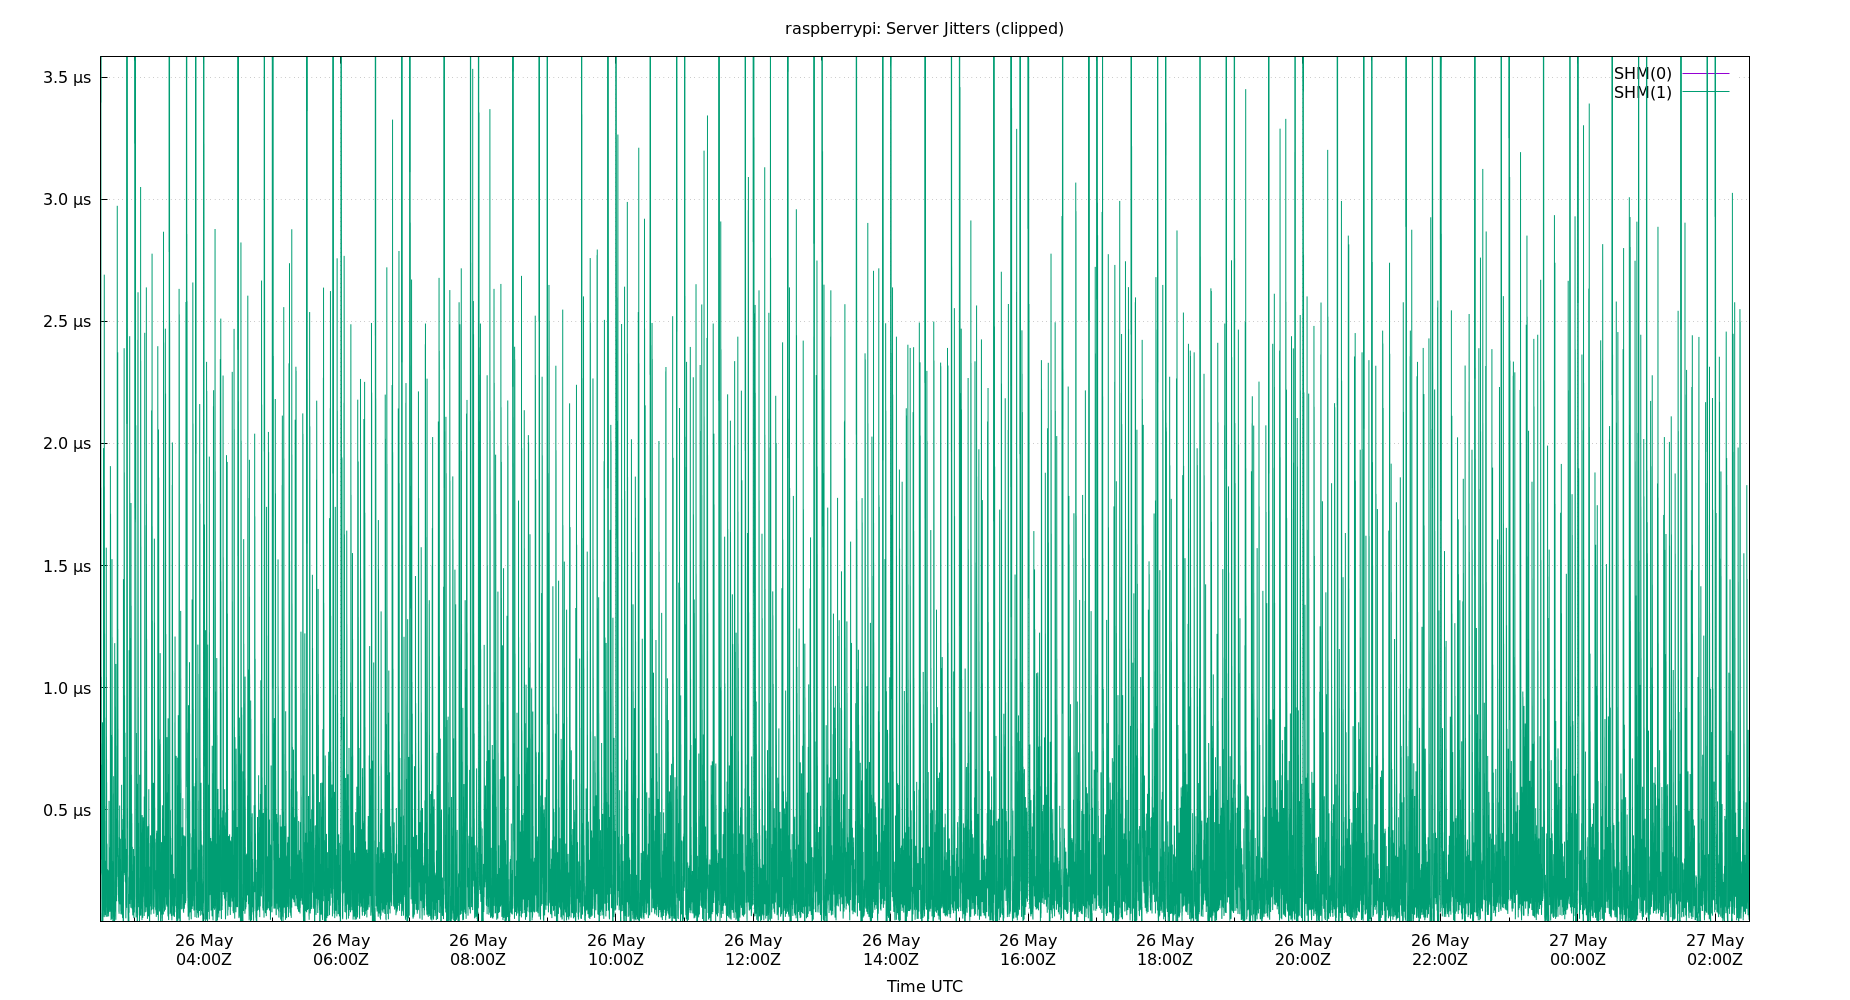 raspberrypi: Server Jitters (clipped)
SHM(0)
SHM(1)
3.5 µs
3.0 µs
2.5 µs
2.0 µs
1.5 µs
1.0 µs
0.5 µs
26 May 26 May 26 May 26 May 26 May 26 May 26 May 26 May 26 May 26 May 27 May 27 May
04:00Z 06:00Z 08:00Z 10:00Z 12:00Z 14:00Z 16:00Z 18:00Z 20:00Z 22:00Z 00:00Z 02:00Z
Time UTC